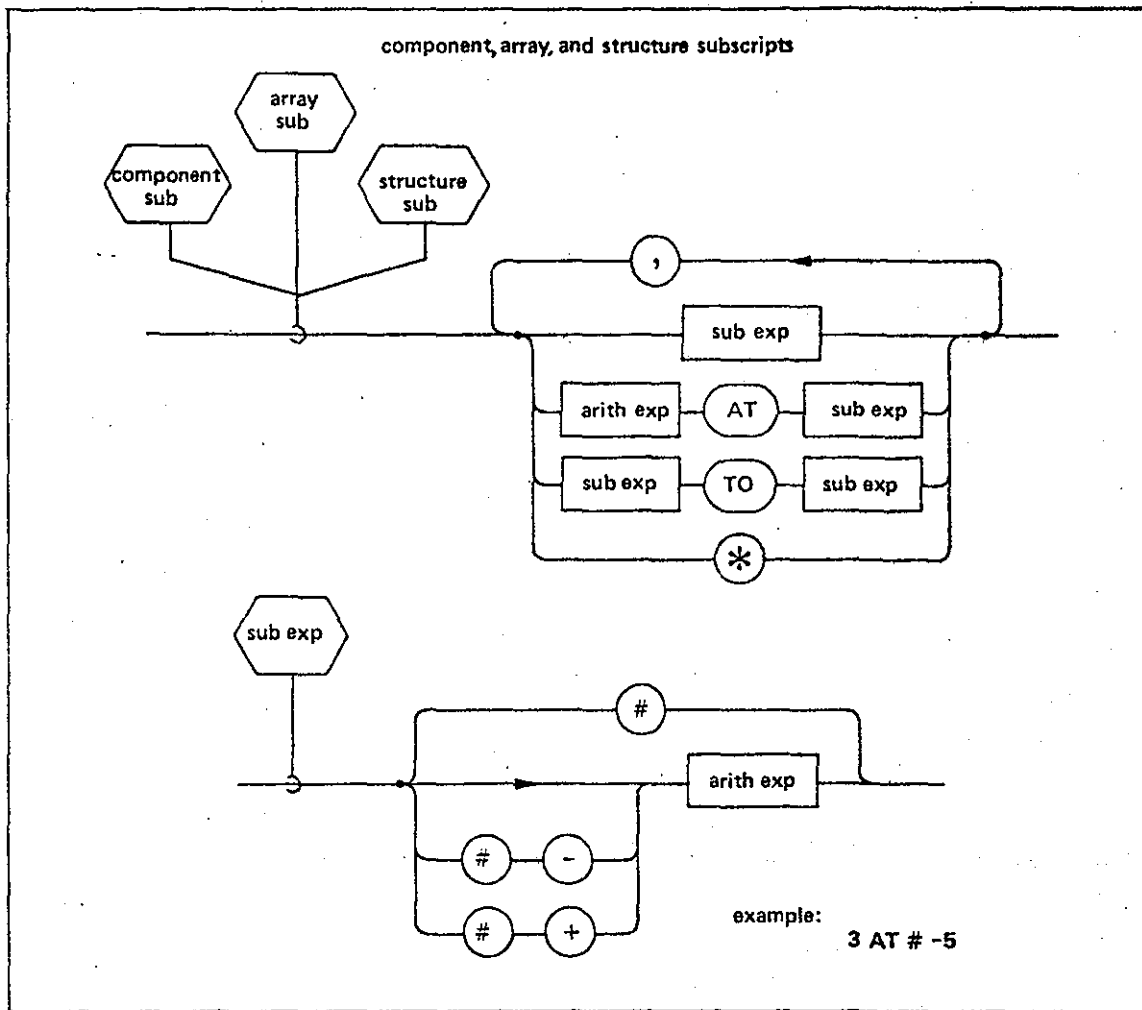 component, array, and structure subscripts
array
sub
component
sub
structure
sub
,
sub exp
arith exp AT sub exp
sub exp TO sub exp
*
sub exp
#
arith exp
# -
# +
example:
3 AT # -5